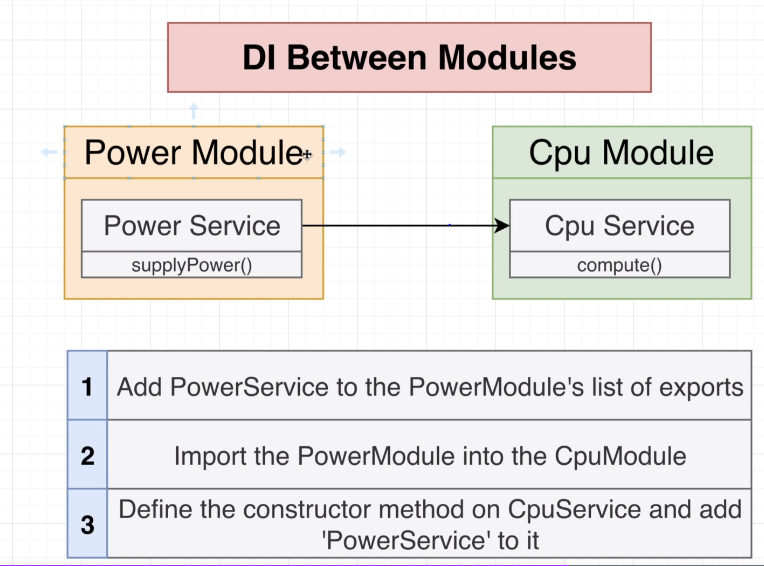 DI Between Modules
Power Module
Cpu Module
Power Service
supplyPower()
Cpu Service
compute()
1 Add PowerService to the PowerModule's list of exports
2 Import the PowerModule into the CpuModule
3 Define the constructor method on CpuService and add
'PowerService' to it